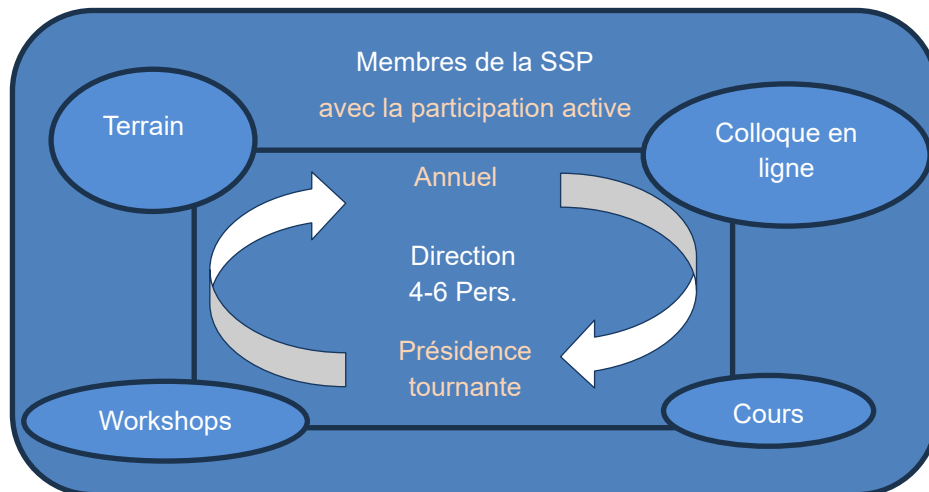 Membres de la SSP
avec la participation active
Terrain
Colloque en
ligne
Annuel
Direction
4-6 Pers.
Présidence
tournante
Workshops
Cours